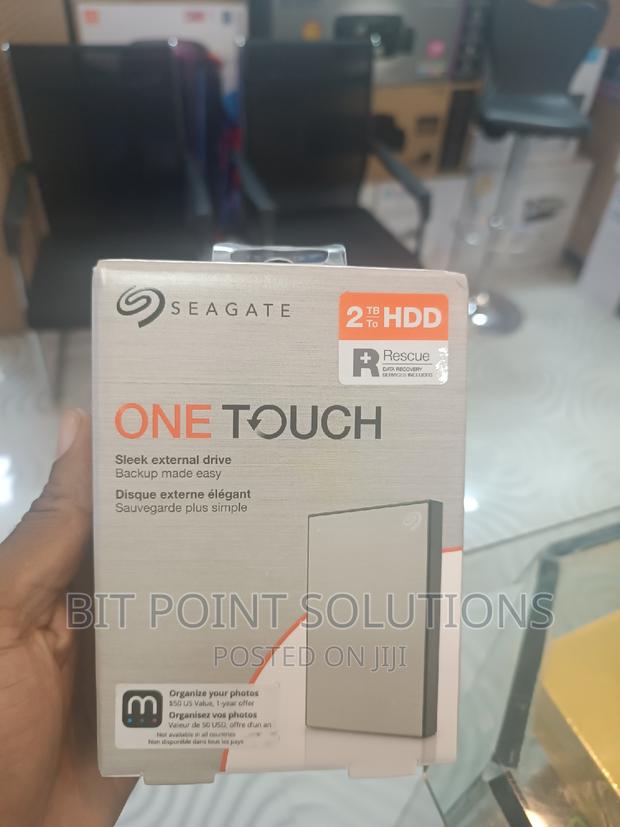 SEAGATE
2 TB To HDD
Rescue
DATA RECOVERY
SERVICES INCLUDED
ONE TOUCH
Sleek external drive
Backup made easy
Disque externe élégant
Sauvegarde plus simple
BIT POINT SOLUTIONS
POSTED ON JIJI
m
Organize your photos
$50 US Value, 1-year offer
Organisez vos photos
Valeur de 50 USD, offre d'un an
Not available in all countries
Non disponible dans tous les pays